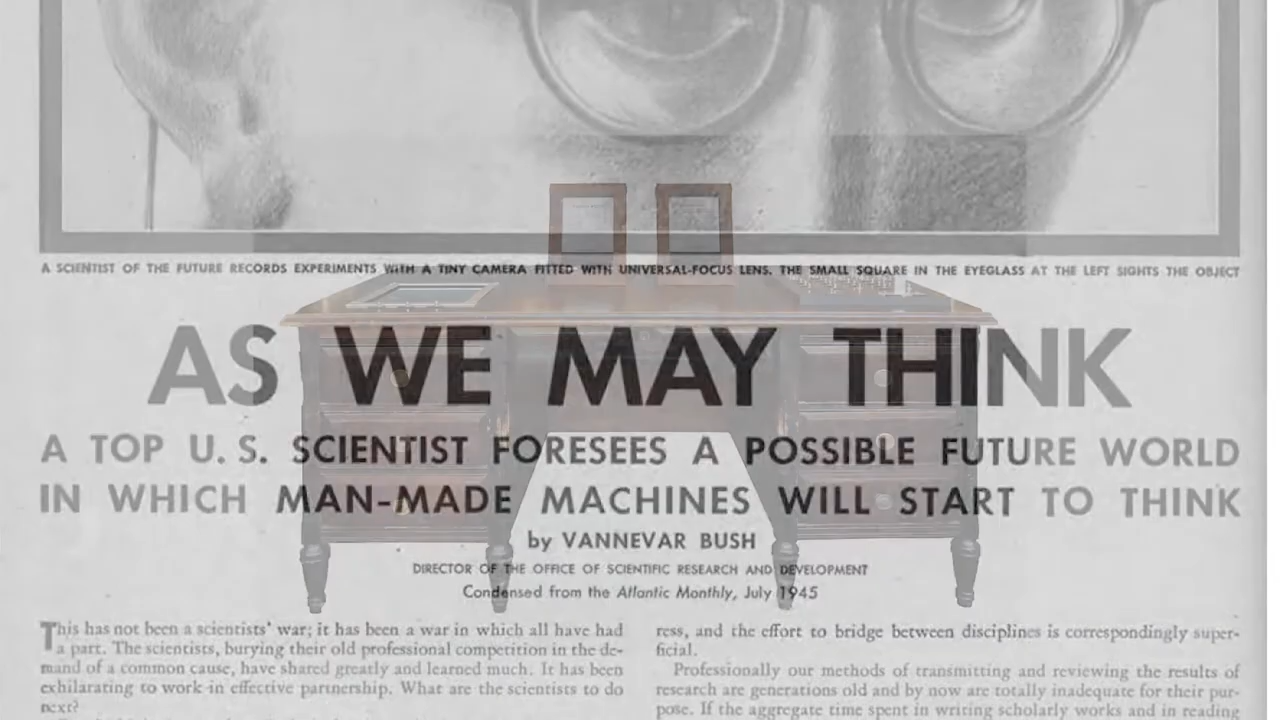 A SCIENTIST OF THE FUTURE RECORDS EXPERIMENTS WITH A TINY CAMERA FITTED WITH UNIVERSAL-FOCUS LENS. THE SMALL SQUARE IN THE EYEGLASS AT THE LEFT SIGHTS THE OBJECT
AS WE MAY THINK
A TOP U. S. SCIENTIST FORESEES A POSSIBLE FUTURE WORLD
IN WHICH MAN-MADE MACHINES WILL START TO THINK
by VANNEVAR BUSH
DIRECTOR OF THE OFFICE OF SCIENTIFIC RESEARCH AND DEVELOPMENT
Condensed from the Atlantic Monthly, July 1945
This has not been a scientists' war; it has been a war in which all have had
a part. The scientists, burying their old professional competition in the de-
mand of a common cause, have shared greatly and learned much. It has been
exhilarating to work in effective partnership. What are the scientists to do
next?
ress, and the effort to bridge between disciplines is correspondingly super-
ficial.
Professionally our methods of transmitting and reviewing the results of
research are generations old and by now are totally inadequate for their pur-
pose. If the aggregate time spent in writing scholarly works and in reading